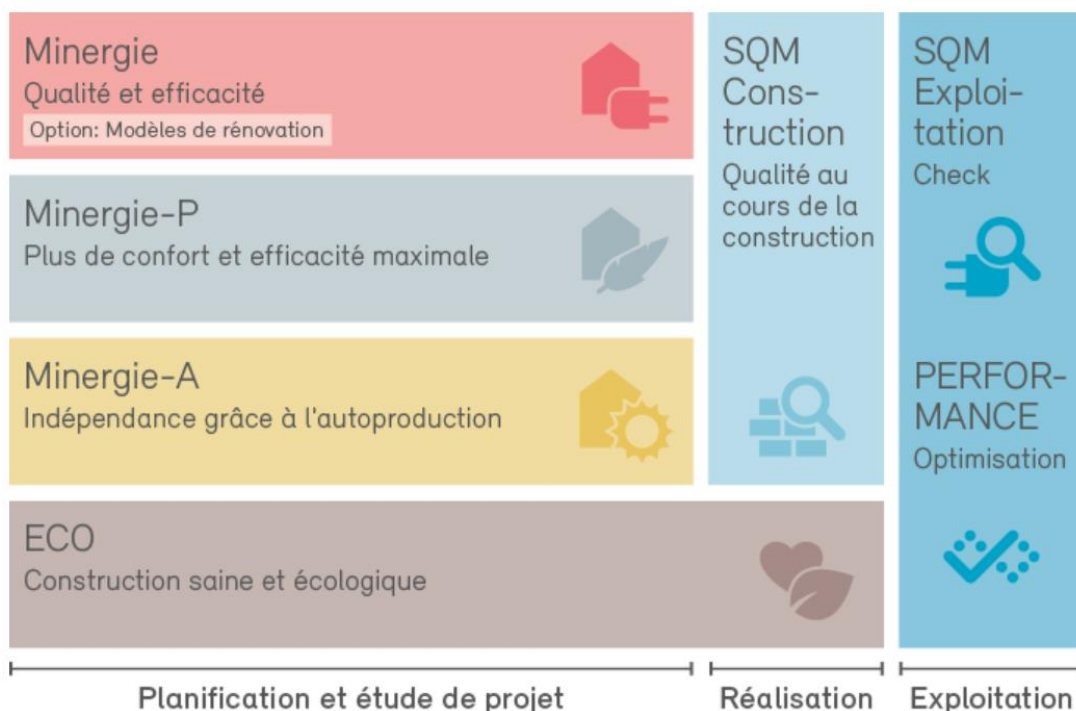 Minergie
Qualité et efficacité
Option: Modèles de rénovation
Minergie-P
Plus de confort et efficacité maximale
Minergie-A
Indépendance grâce à l'autoproduction
ECO
Construction saine et écologique
SQM
Cons-
truction
Qualité au
cours de la
construction
SQM
Exploi-
tation
Check
PERFOR-
MANCE
Optimisation
Planification et étude de projet
Réalisation
Exploitation